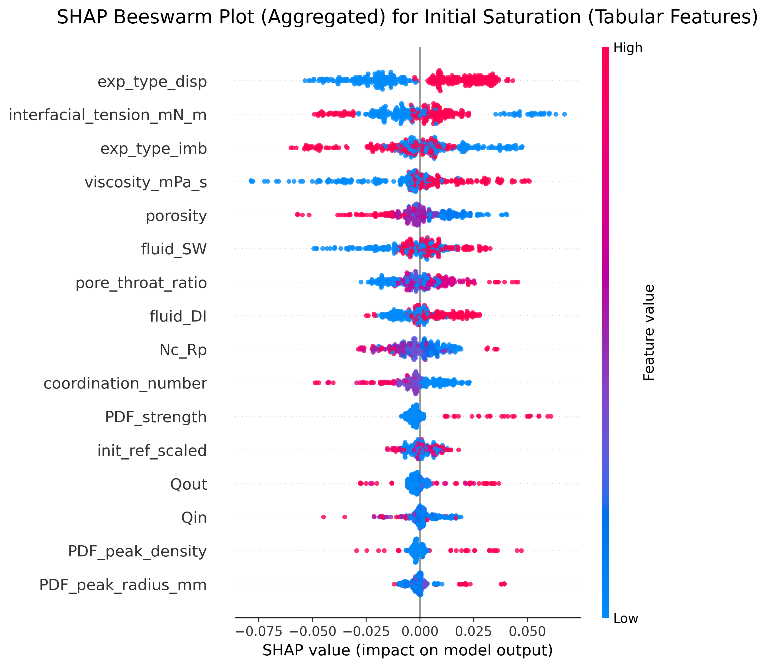 SHAP Beeswarm Plot (Aggregated) for Initial Saturation (Tabular Features)
High
exp_type_disp
interfacial_tension_mN_m
exp_type_imb
viscosity_mPa_s
porosity
fluid_SW
pore_throat_ratio
fluid_DI
Nc_Rp
coordination_number
PDF_strength
init_ref_scaled
Qout
Qin
PDF_peak_density
PDF_peak_radius_mm
Feature value
Low
−0.075 −0.050 −0.025 0.000 0.025 0.050
SHAP value (impact on model output)